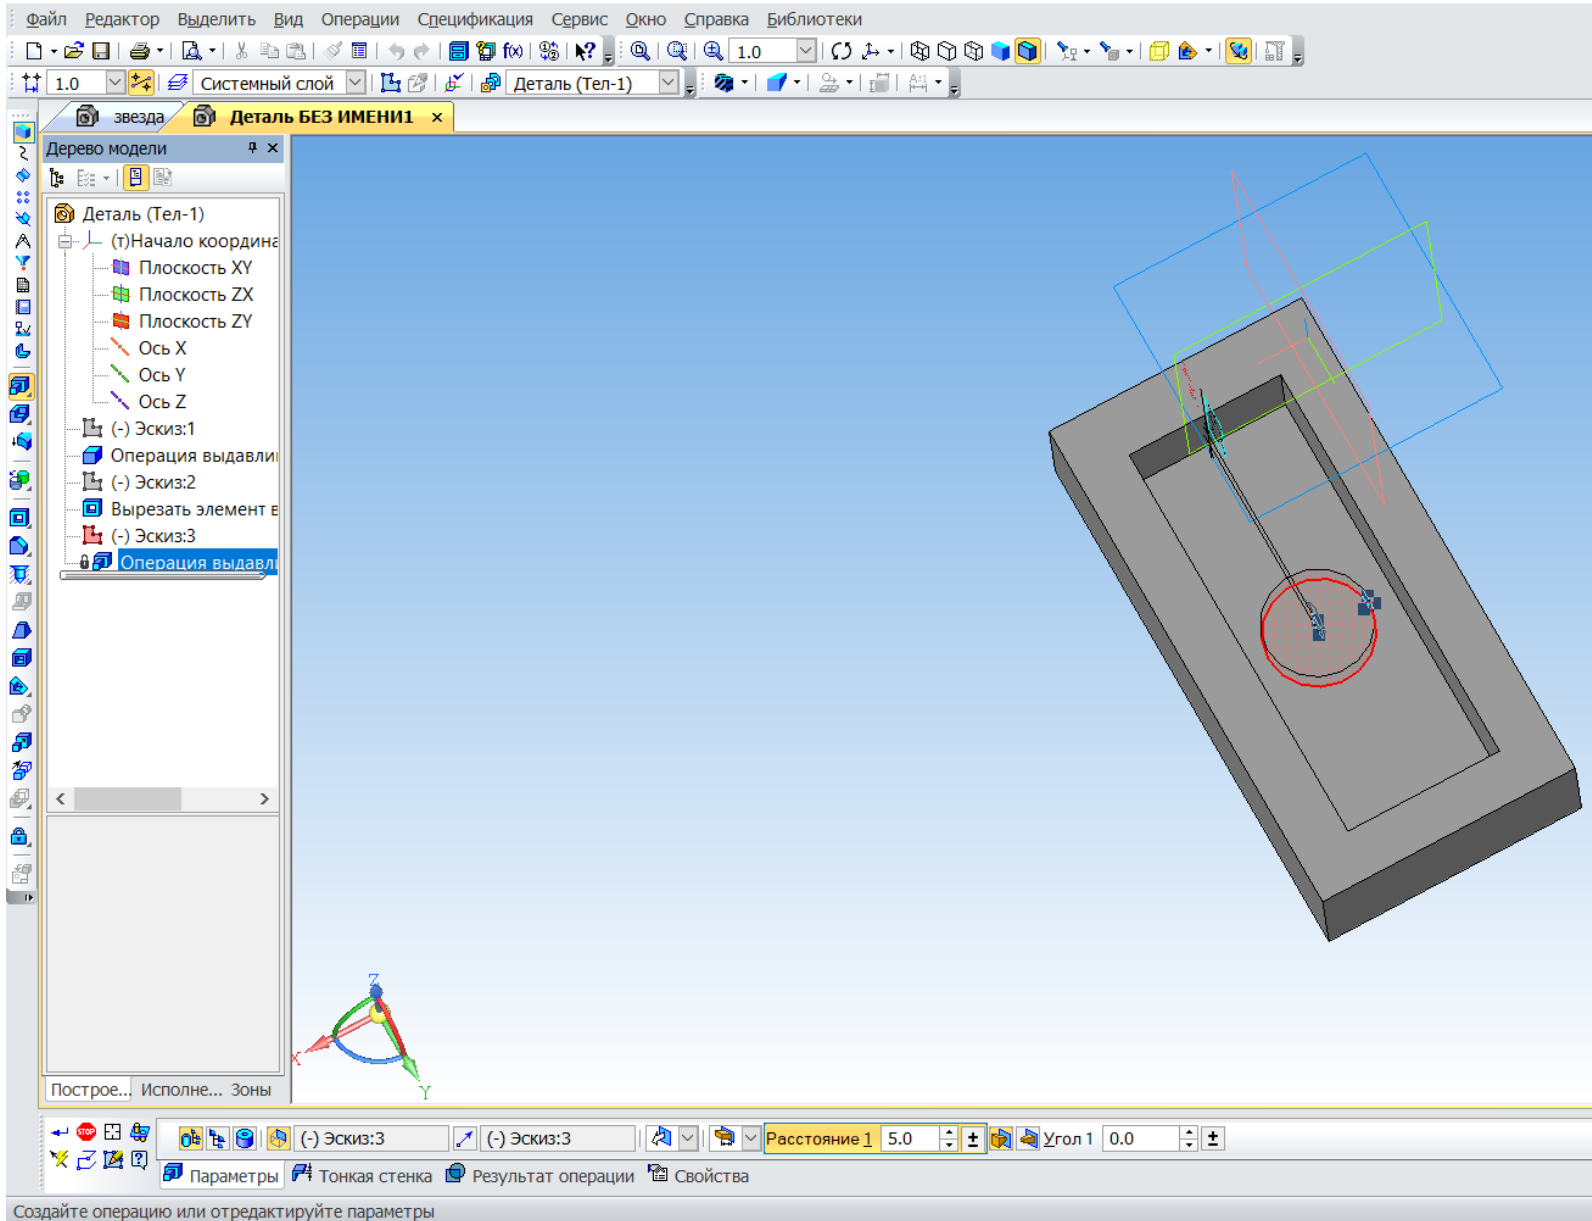 Файл Редактор Выделить Вид Операции Спецификация Сервис Окно Справка Библиотеки
f(x) 1.0
1.0 Системный слой Деталь (Тел-1)
звезда Деталь БЕЗ ИМЕНИ1
Дерево модели
Деталь (Тел-1)
(т)Начало координа
Плоскость XY
Плоскость ZX
Плоскость ZY
Ось X
Ось Y
Ось Z
(-) Эскиз:1
Операция выдавли
(-) Эскиз:2
Вырезать элемент в
(-) Эскиз:3
Операция выдавли
Z
X
Y
Построе... Исполне... Зоны
STOP (-) Эскиз:3 (-) Эскиз:3 Расстояние 1 5.0 Угол 1 0.0
Параметры Тонкая стенка Результат операции Свойства
Создайте операцию или отредактируйте параметры